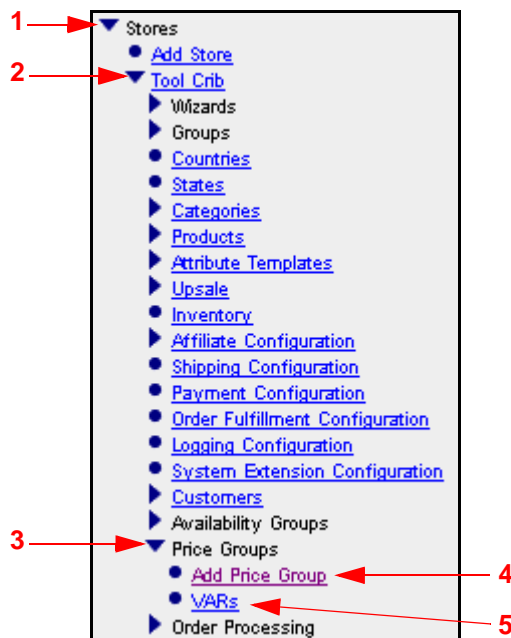 1 Stores
Add Store
2 Tool Crib
Wizards
Groups
Countries
States
Categories
Products
Attribute Templates
Upsale
Inventory
Affiliate Configuration
Shipping Configuration
Payment Configuration
Order Fulfillment Configuration
Logging Configuration
System Extension Configuration
Customers
Availability Groups
3 Price Groups
Add Price Group 4
VARs 5
Order Processing